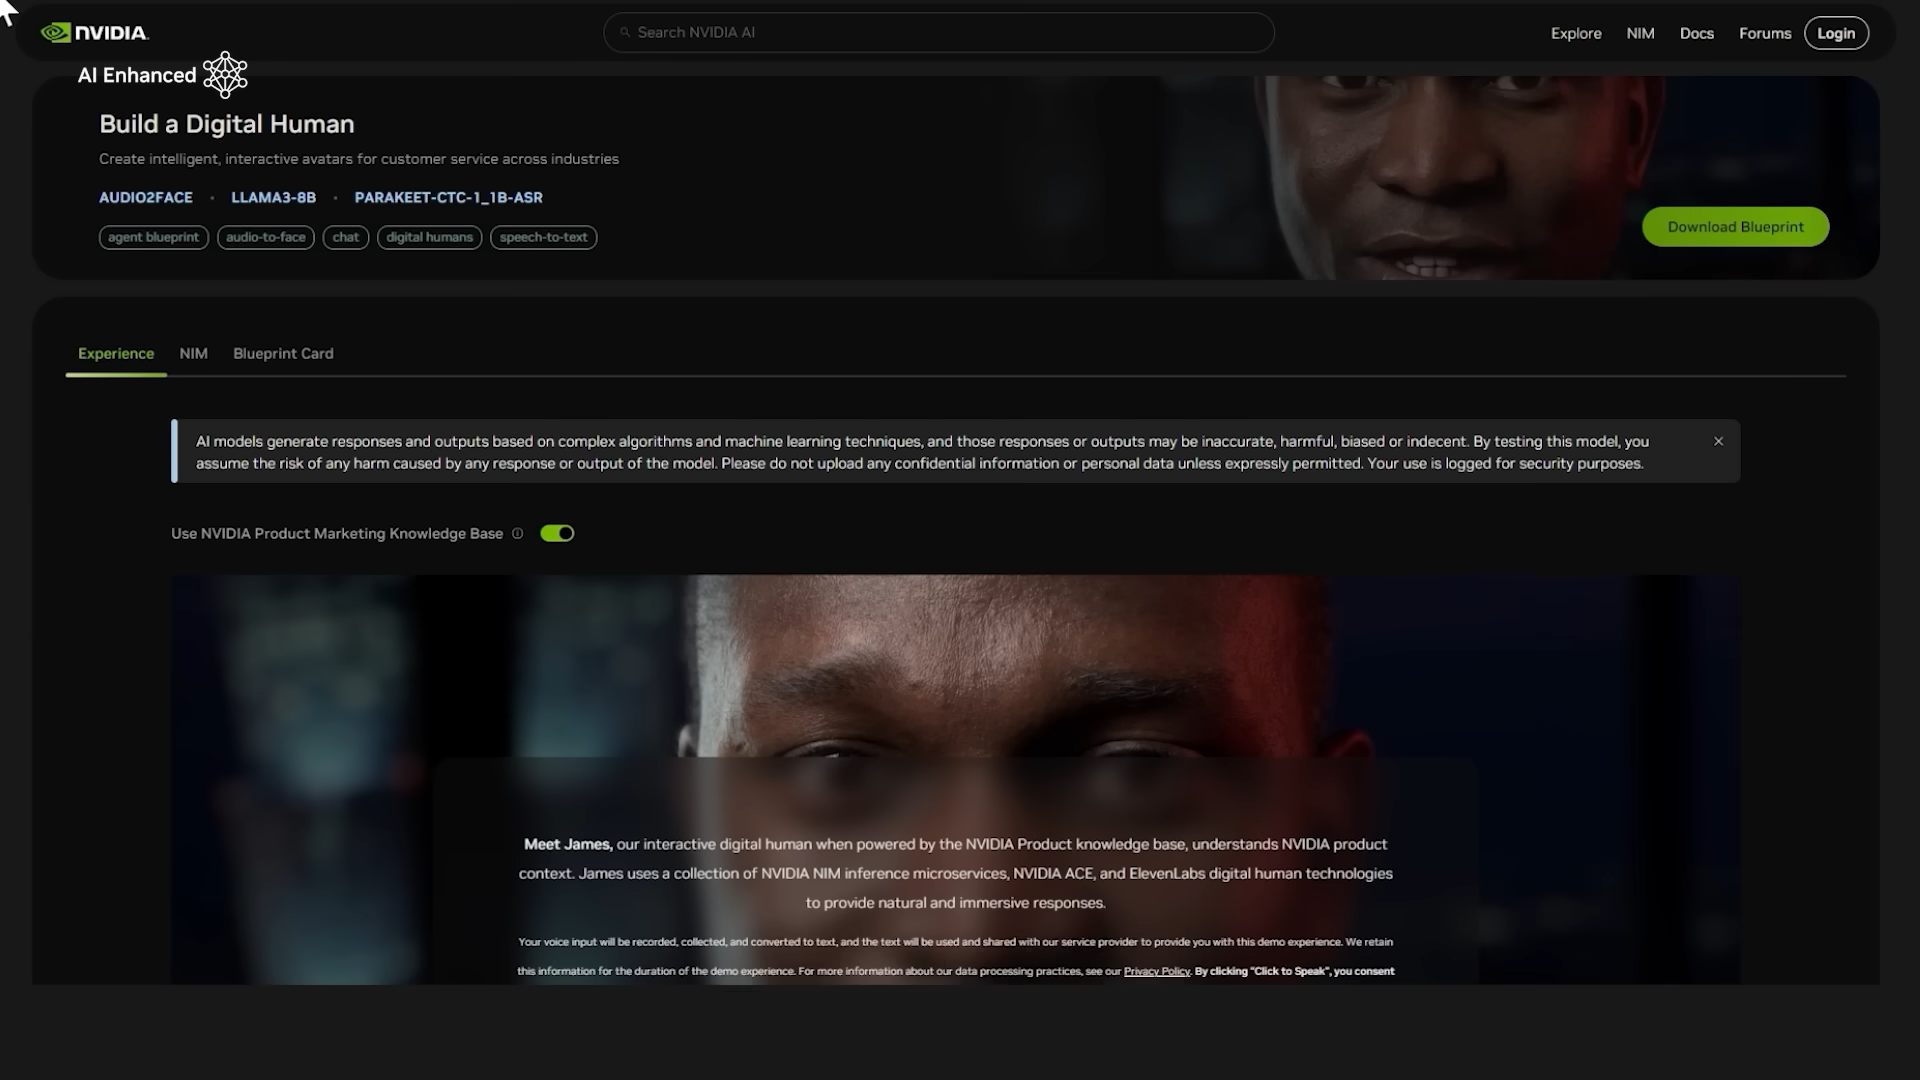 NVIDIA.
Search NVIDIA AI
Explore
NIM
Docs
Forums
Login
AI Enhanced
Build a Digital Human
Create intelligent, interactive avatars for customer service across industries
AUDIO2FACE • LLAMA3-8B • PARAKEET-CTC-1_1B-ASR
agent blueprint
audio-to-face
chat
digital humans
speech-to-text
Download Blueprint
Experience
NIM
Blueprint Card
AI models generate responses and outputs based on complex algorithms and machine learning techniques, and those responses or outputs may be inaccurate, harmful, biased or indecent. By testing this model, you
assume the risk of any harm caused by any response or output of the model. Please do not upload any confidential information or personal data unless expressly permitted. Your use is logged for security purposes.
Use NVIDIA Product Marketing Knowledge Base
Meet James, our interactive digital human when powered by the NVIDIA Product knowledge base, understands NVIDIA product
context. James uses a collection of NVIDIA NIM inference microservices, NVIDIA ACE, and ElevenLabs digital human technologies
to provide natural and immersive responses.
Your voice input will be recorded, collected, and converted to text, and the text will be used and shared with our service provider to provide you with this demo experience. We retain
this information for the duration of the demo experience. For more information about our data processing practices, see our Privacy Policy. By clicking "Click to Speak", you consent